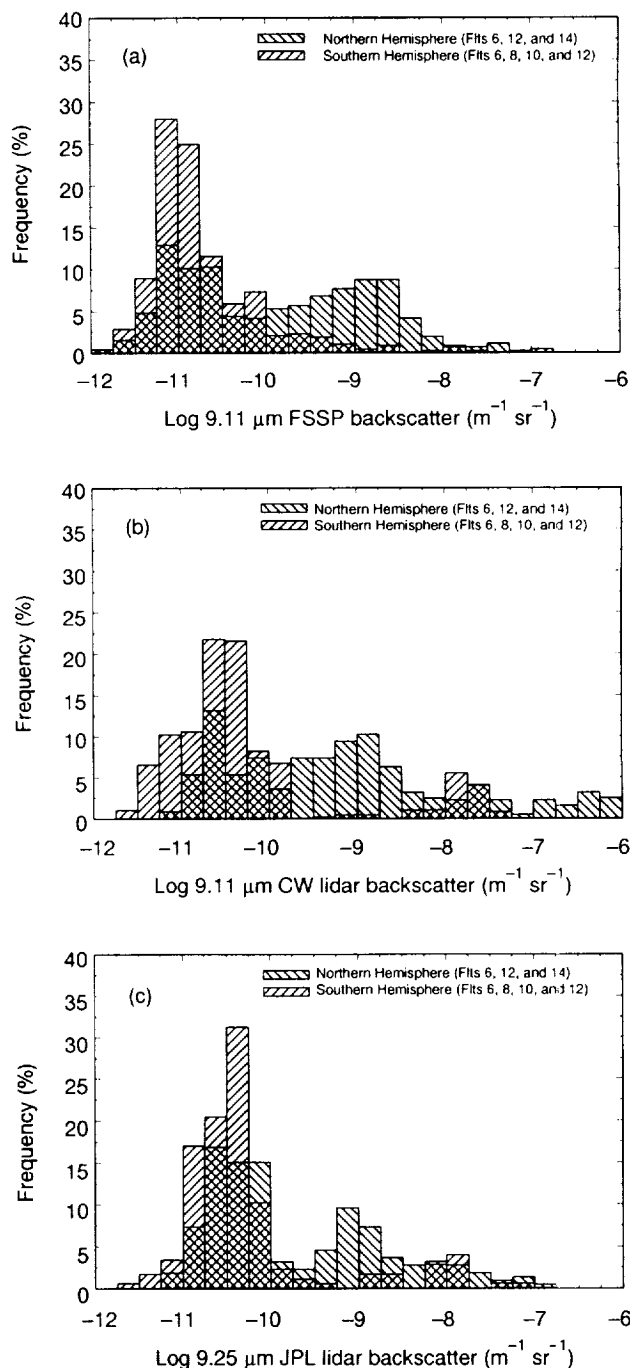 (a)
Northern Hemisphere (Flts 6, 12, and 14)
Southern Hemisphere (Flts 6, 8, 10, and 12)
Frequency (%)
40
35
30
25
20
15
10
5
0
−12 −11 −10 −9 −8 −7 −6
Log 9.11 μm FSSP backscatter (m⁻¹ sr⁻¹)
(b)
Northern Hemisphere (Flts 6, 12, and 14)
Southern Hemisphere (Flts 6, 8, 10, and 12)
Frequency (%)
40
35
30
25
20
15
10
5
0
−12 −11 −10 −9 −8 −7 −6
Log 9.11 μm CW lidar backscatter (m⁻¹ sr⁻¹)
(c)
Northern Hemisphere (Flts 6, 12, and 14)
Southern Hemisphere (Flts 6, 8, 10, and 12)
Frequency (%)
40
35
30
25
20
15
10
5
0
−12 −11 −10 −9 −8 −7 −6
Log 9.25 μm JPL lidar backscatter (m⁻¹ sr⁻¹)